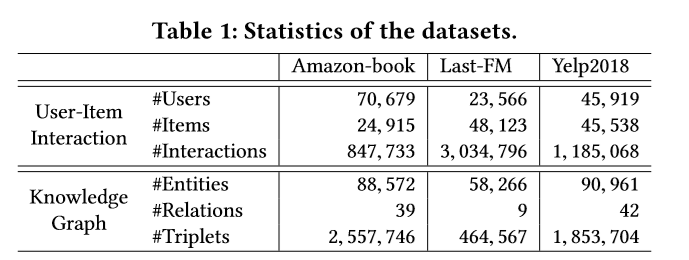 Table 1: Statistics of the datasets.
Amazon-book Last-FM Yelp2018
User-Item Interaction
#Users 70,679 23,566 45,919
#Items 24,915 48,123 45,538
#Interactions 847,733 3,034,796 1,185,068
Knowledge Graph
#Entities 88,572 58,266 90,961
#Relations 39 9 42
#Triplets 2,557,746 464,567 1,853,704